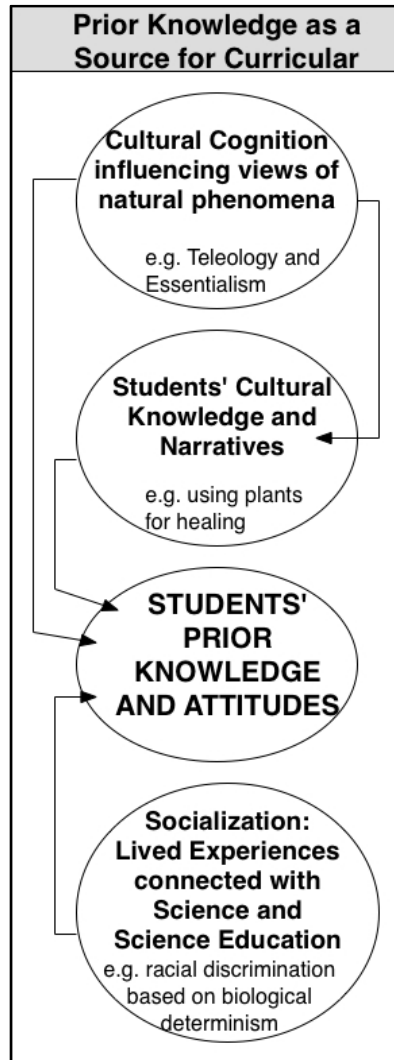 Prior Knowledge as a
Source for Curricular
Cultural Cognition
influencing views of
natural phenomena
e.g. Teleology and
Essentialism
Students' Cultural
Knowledge and
Narratives
e.g. using plants
for healing
STUDENTS'
PRIOR
KNOWLEDGE
AND ATTITUDES
Socialization:
Lived Experiences
connected with
Science and
Science Education
e.g. racial discrimination
based on biological
determinism